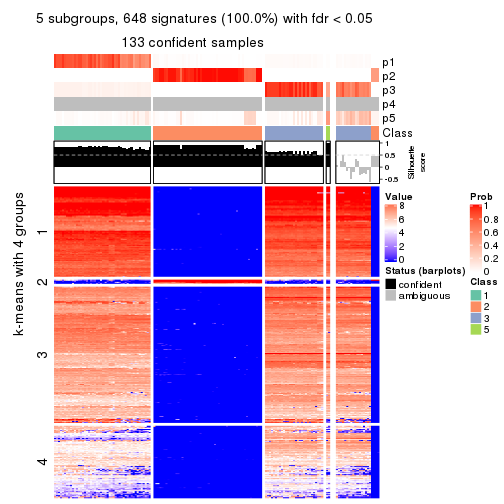 5 subgroups, 648 signatures (100.0%) with fdr < 0.05
133 confident samples
p1
p2
p3
p4
p5
Class
1
0.5
0
-0.5
Silhouette
score
k-means with 4 groups
1
2
3
4
Value
8
6
4
2
0
Status (barplots)
confident
ambiguous
Prob
1
0.8
0.6
0.4
0.2
0
Class
1
2
3
5